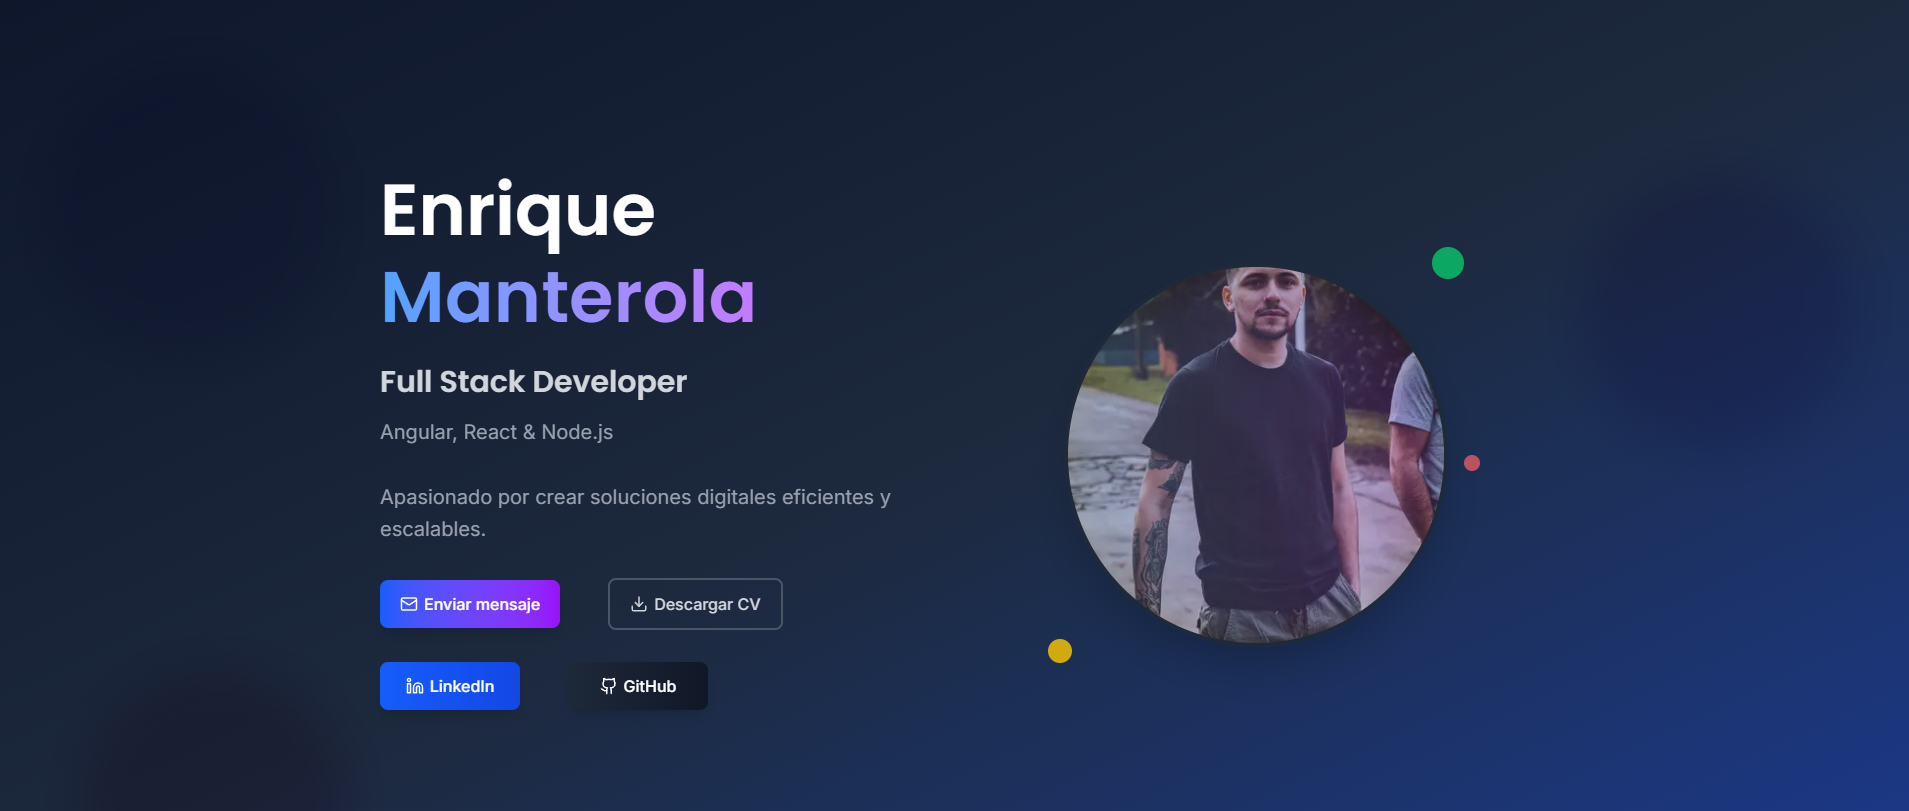 Enrique
Manterola
Full Stack Developer
Angular, React & Node.js
Apasionado por crear soluciones digitales eficientes y
escalables.
Enviar mensaje
Descargar CV
LinkedIn
GitHub